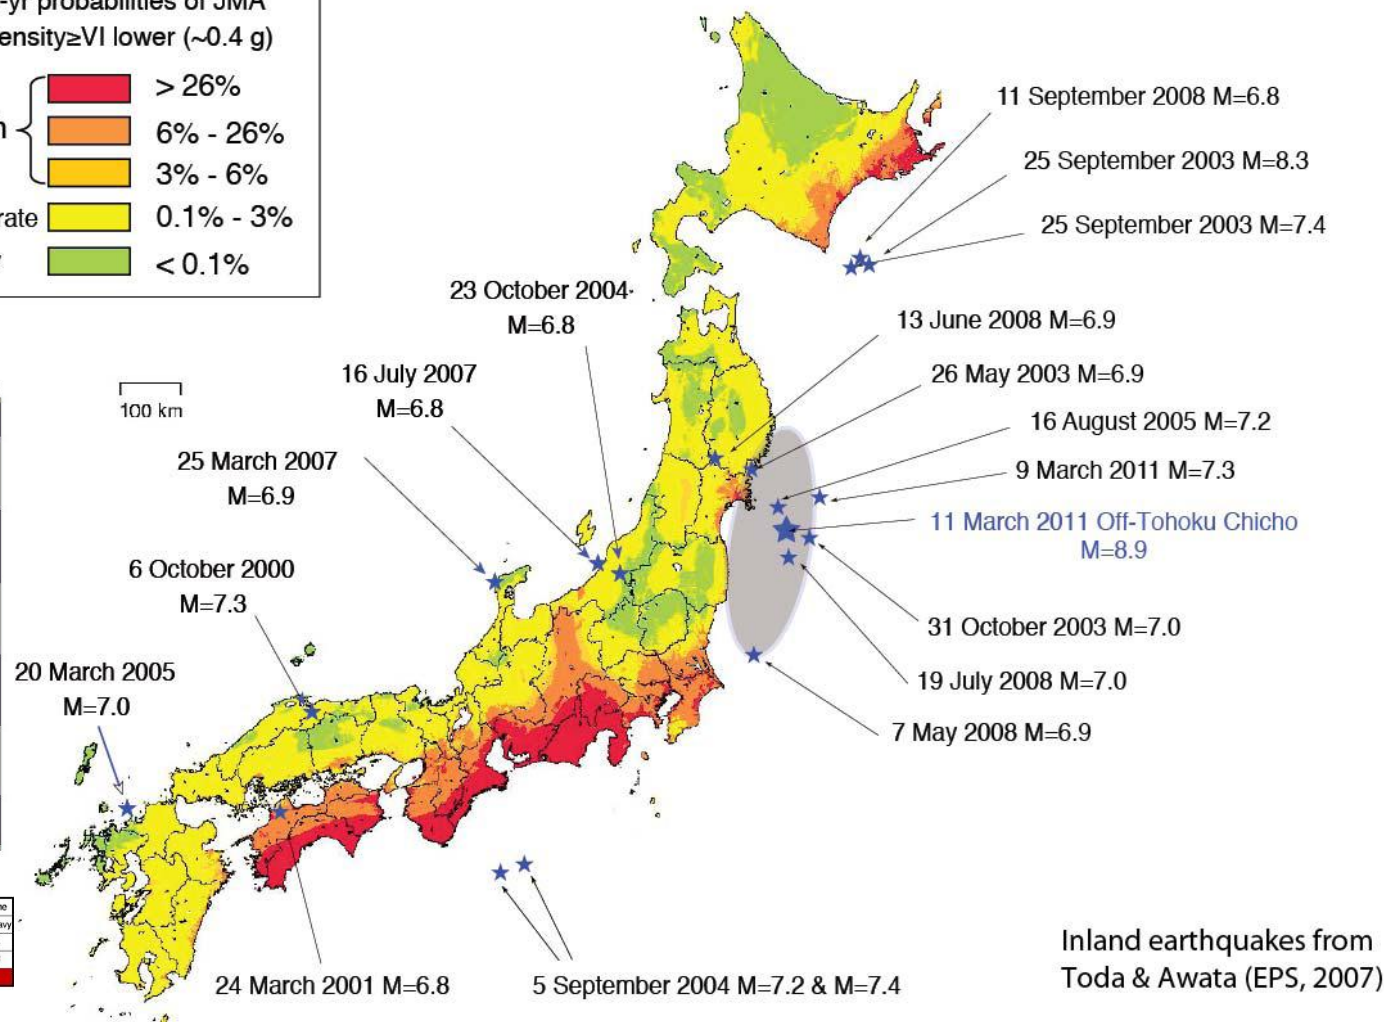 -yr probabilities of JMA
ensity≥VI lower (~0.4 g)
> 26%
6% - 26%
3% - 6%
rate 0.1% - 3%
< 0.1%
100 km
11 September 2008 M=6.8
25 September 2003 M=8.3
25 September 2003 M=7.4
23 October 2004
M=6.8
13 June 2008 M=6.9
16 July 2007
M=6.8
26 May 2003 M=6.9
16 August 2005 M=7.2
25 March 2007
M=6.9
9 March 2011 M=7.3
11 March 2011 Off-Tohoku Chicho
M=8.9
6 October 2000
M=7.3
31 October 2003 M=7.0
20 March 2005
M=7.0
19 July 2008 M=7.0
7 May 2008 M=6.9
24 March 2001 M=6.8
5 September 2004 M=7.2 & M=7.4
Inland earthquakes from
Toda & Awata (EPS, 2007)